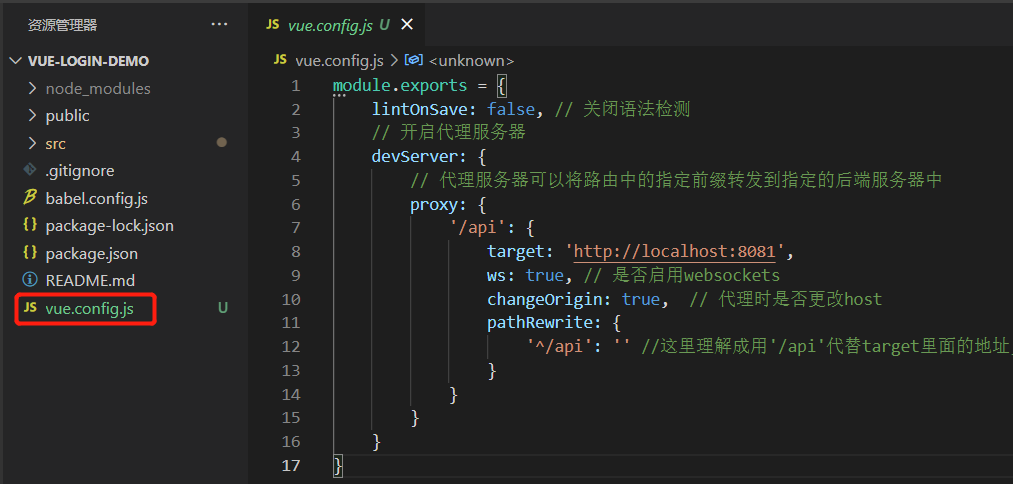 资源管理器 ...
VUE-LOGIN-DEMO
node_modules
public
src
.gitignore
babel.config.js
package-lock.json
package.json
README.md
JS vue.config.js U
JS vue.config.js U ×
JS vue.config.js > <unknown>
1 module.exports = {
2 lintOnSave: false, // 关闭语法检测
3 // 开启代理服务器
4 devServer: {
5 // 代理服务器可以将路由中的指定前缀转发到指定的后端服务器中
6 proxy: {
7 '/api': {
8 target: 'http://localhost:8081',
9 ws: true, // 是否启用websockets
10 changeOrigin: true,  // 代理时是否更改host
11 pathRewrite: {
12 '^/api': '' //这里理解成用'/api'代替target里面的地址
13 }
14 }
15 }
16 }
17 }